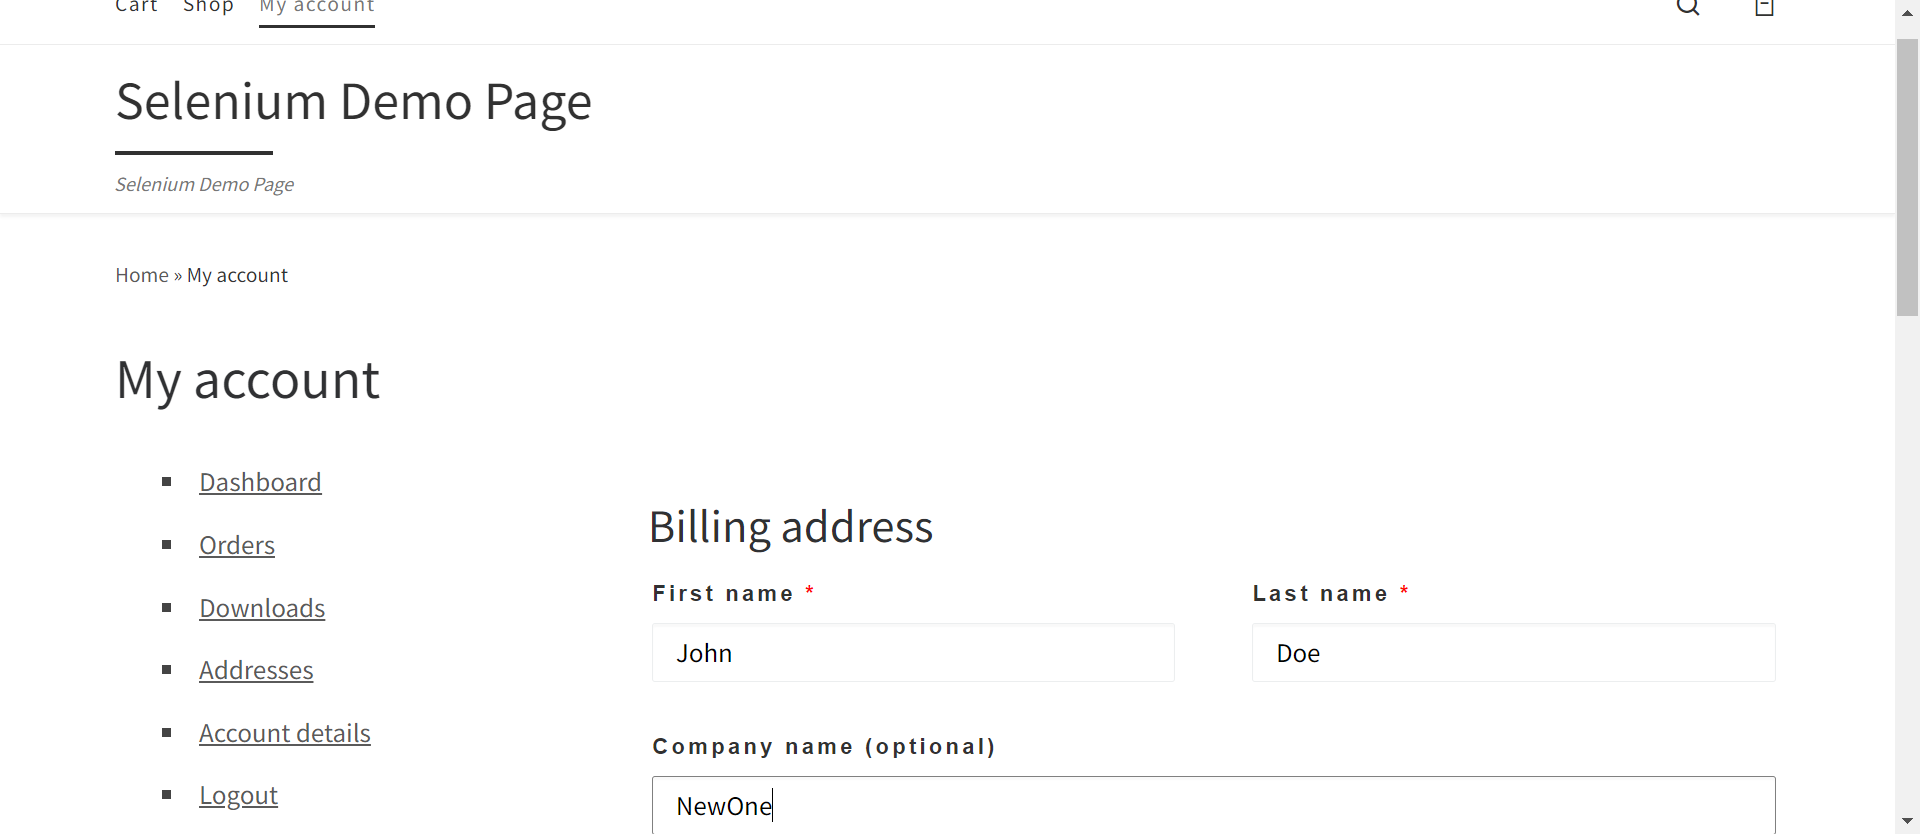 Cart Shop My account
Selenium Demo Page
Selenium Demo Page
Home » My account
My account
Dashboard
Orders
Downloads
Addresses
Account details
Logout
Billing address
First name *
Last name *
John
Doe
Company name (optional)
NewOne